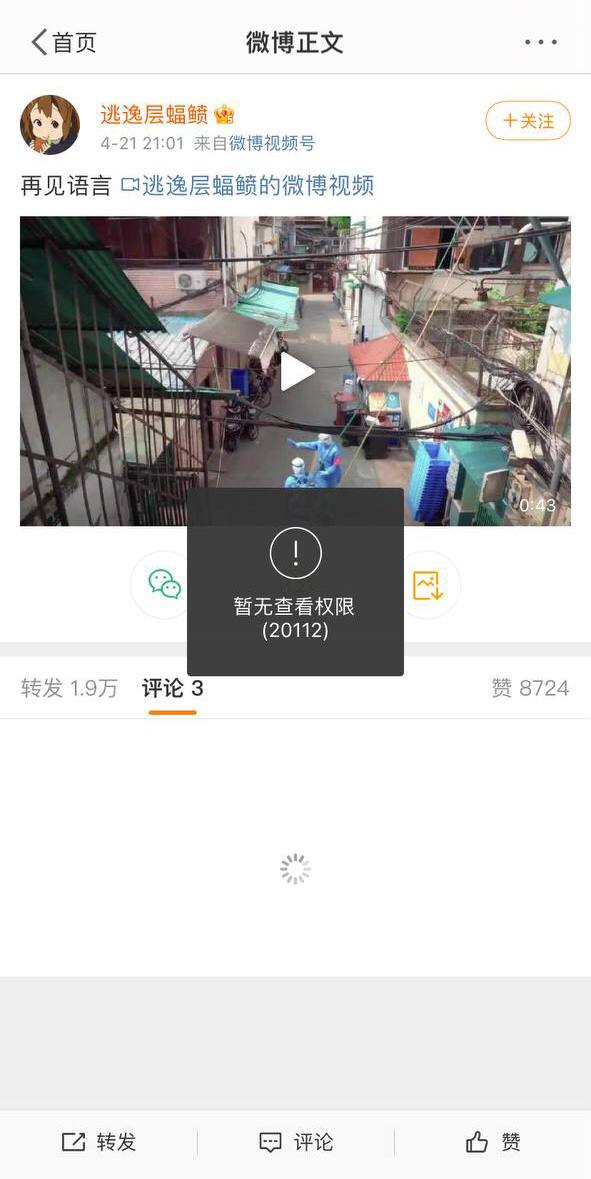 首页
微博正文
逃逸层蝠鲼
+关注
4-21 21:01 来自微博视频号
再见语言 逃逸层蝠鲼的微博视频
0:43
暂无查看权限
(20112)
转发 1.9万 评论 3 赞 8724
转发 评论 赞